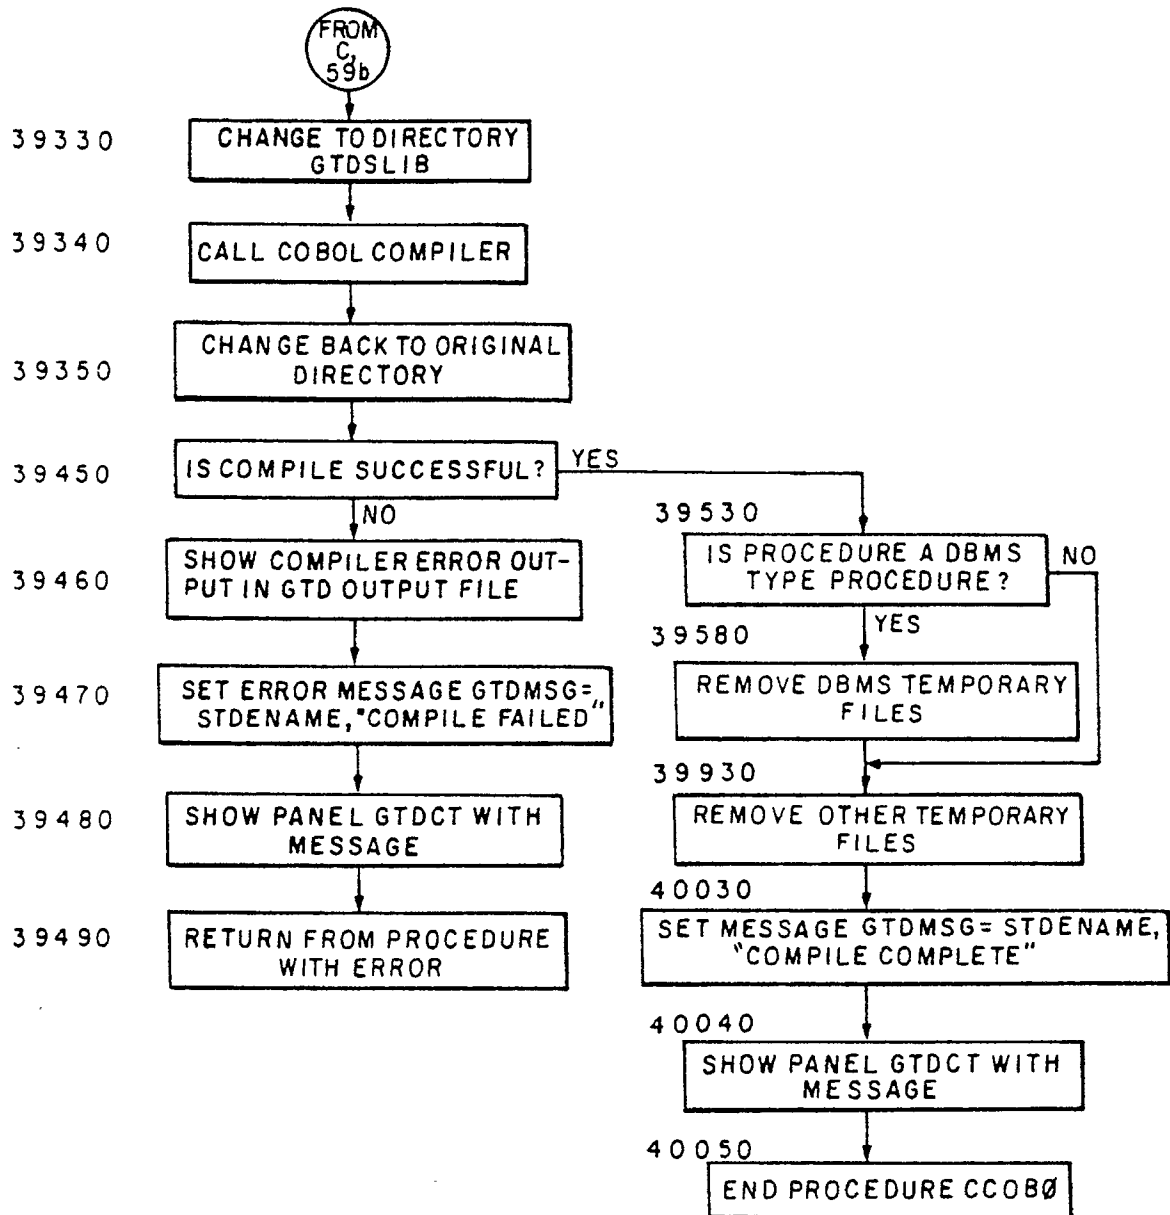 FROM
C,
59b
39330
CHANGE TO DIRECTORY
GTDSLIB
39340
CALL COBOL COMPILER
39350
CHANGE BACK TO ORIGINAL
DIRECTORY
39450
IS COMPILE SUCCESSFUL?
YES
NO
39460
SHOW COMPILER ERROR OUT-
PUT IN GTD OUTPUT FILE
39470
SET ERROR MESSAGE GTDMSG=
STDENAME, "COMPILE FAILED"
39480
SHOW PANEL GTDCT WITH
MESSAGE
39490
RETURN FROM PROCEDURE
WITH ERROR
39530
IS PROCEDURE A DBMS
TYPE PROCEDURE?
NO
YES
39580
REMOVE DBMS TEMPORARY
FILES
39930
REMOVE OTHER TEMPORARY
FILES
40030
SET MESSAGE GTDMSG= STDENAME,
"COMPILE COMPLETE"
40040
SHOW PANEL GTDCT WITH
MESSAGE
40050
END PROCEDURE CCOBØ